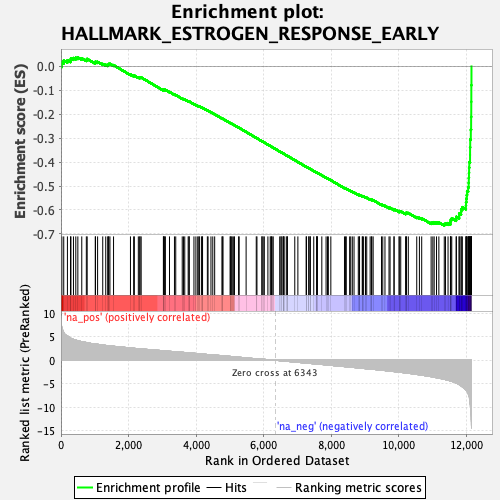 Enrichment plot:
HALLMARK_ESTROGEN_RESPONSE_EARLY
Enrichment score (ES)
0.0
-0.1
-0.2
-0.3
-0.4
-0.5
-0.6
-0.7
'na_pos' (positively correlated)
Ranked list metric (PreRanked)
10
5
0
-5
-10
-15
Zero cross at 6343
'na_neg' (negatively correlated)
0
2,000
4,000
6,000
8,000
10,000
12,000
Rank in Ordered Dataset
Enrichment profile
Hits
Ranking metric scores